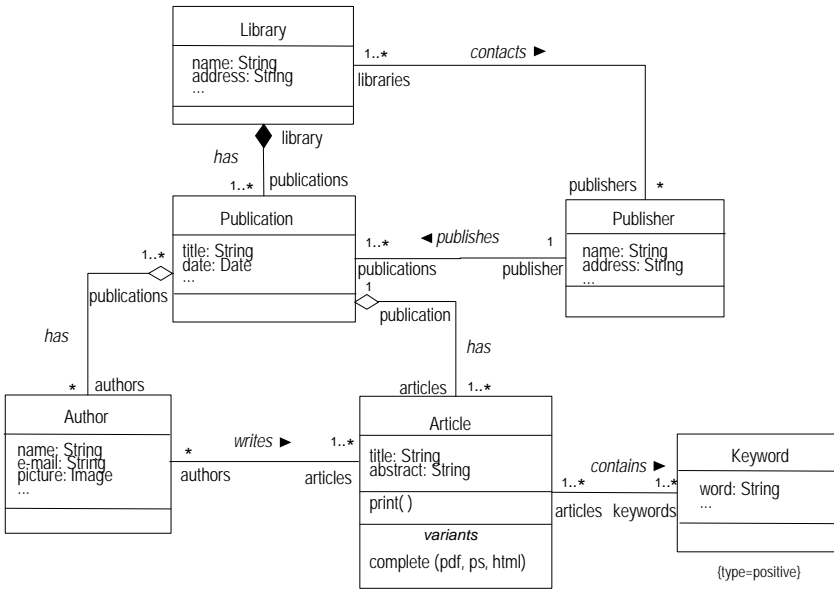 Library
name: String
address: String
...
1..*
libraries
contacts ►
library
has
1..*
publications
publishers
*
Publication
title: String
date: Date
...
1..*
publications
◄ publishes
1
publisher
Publisher
name: String
address: String
...
1..*
publications
1
publication
has
*
authors
has
articles
1..*
Author
name: String
e-mail: String
picture: Image
...
*
authors
writes ►
1..*
articles
Article
title: String
abstract: String
print( )
variants
complete (pdf, ps, html)
1..*
articles
contains ►
1..*
keywords
Keyword
word: String
...
{type=positive}